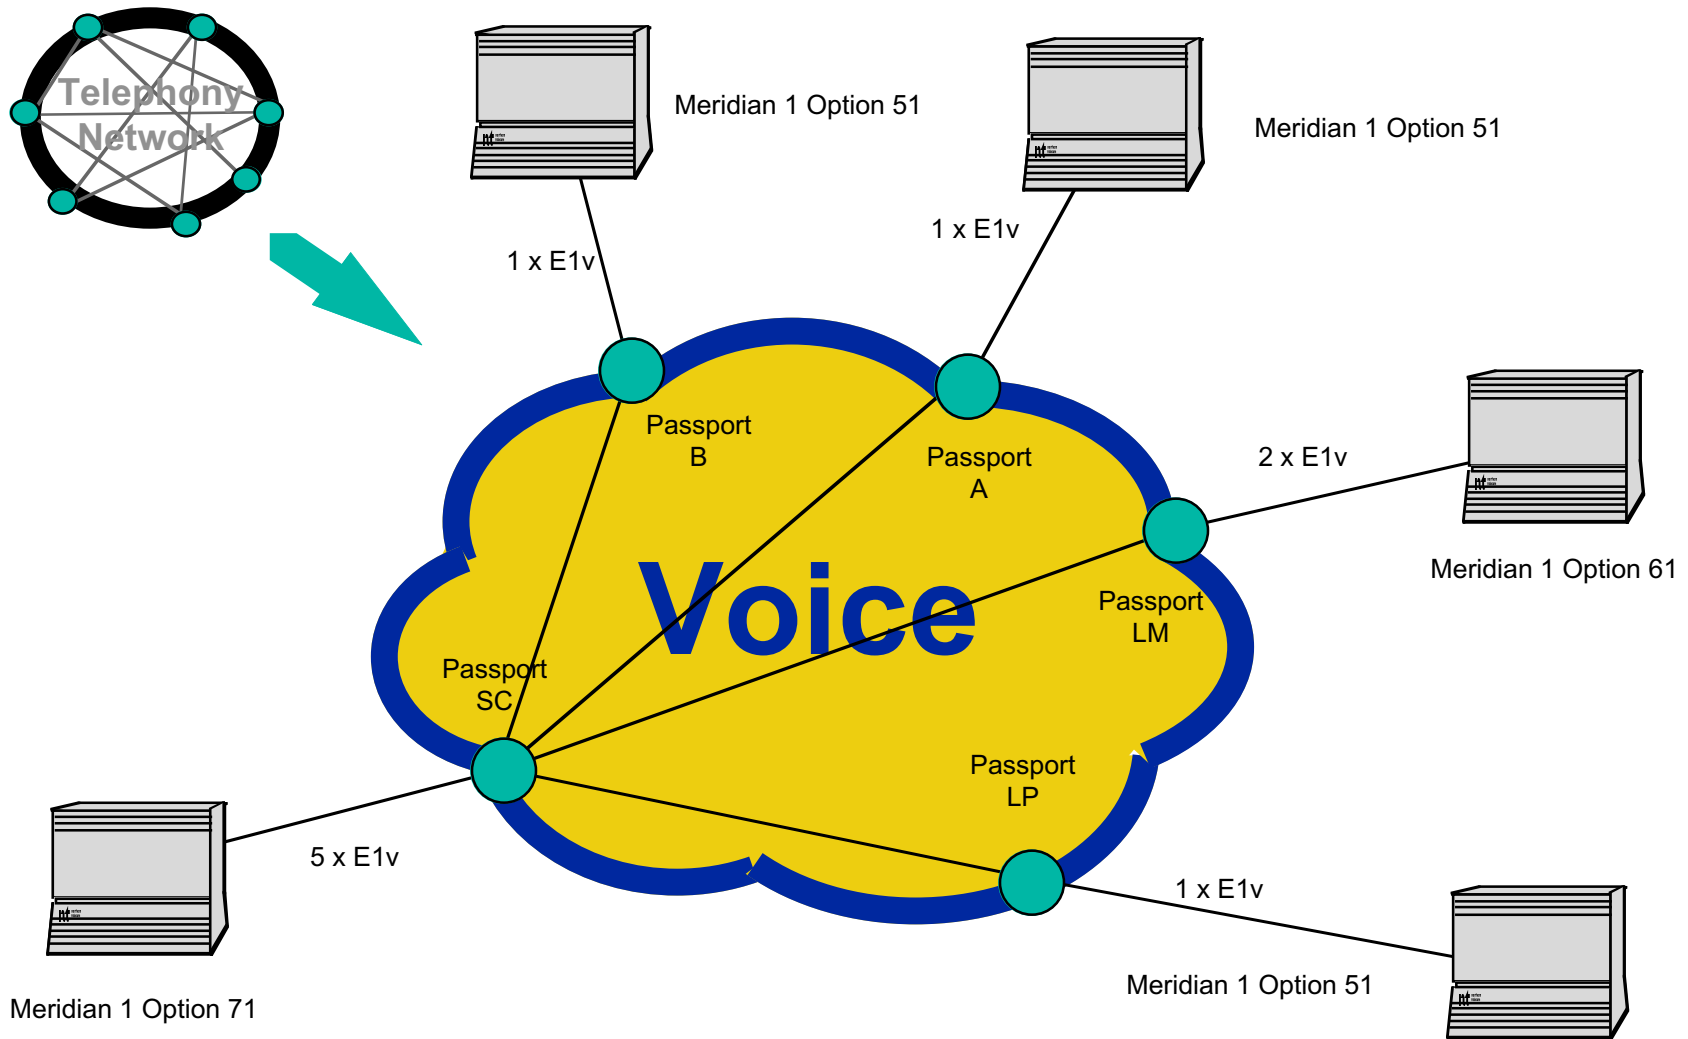 Telephony
Network
Meridian 1 Option 51
Meridian 1 Option 51
1 x E1v
1 x E1v
Passport
B
Passport
A
2 x E1v
Meridian 1 Option 61
Voice
Passport
LM
Passport
SC
Passport
LP
5 x E1v
1 x E1v
Meridian 1 Option 71
Meridian 1 Option 51